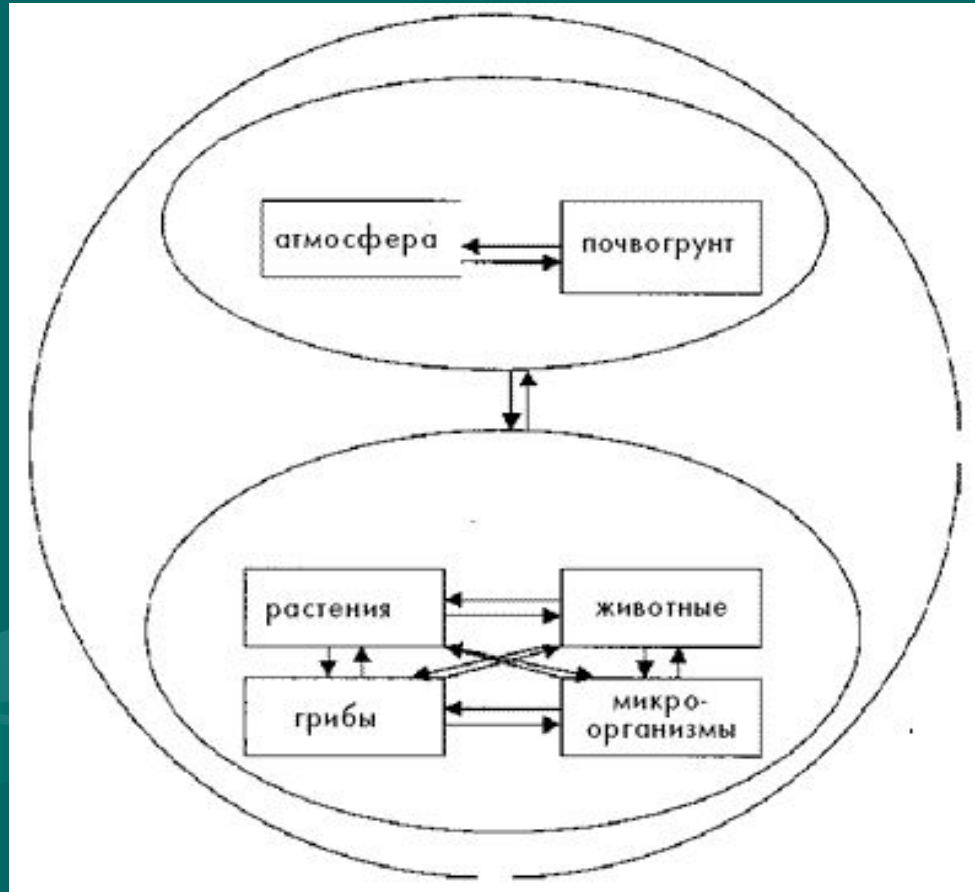 атмосфера
почвогрунт
растения
животные
грибы
микро-
организмы